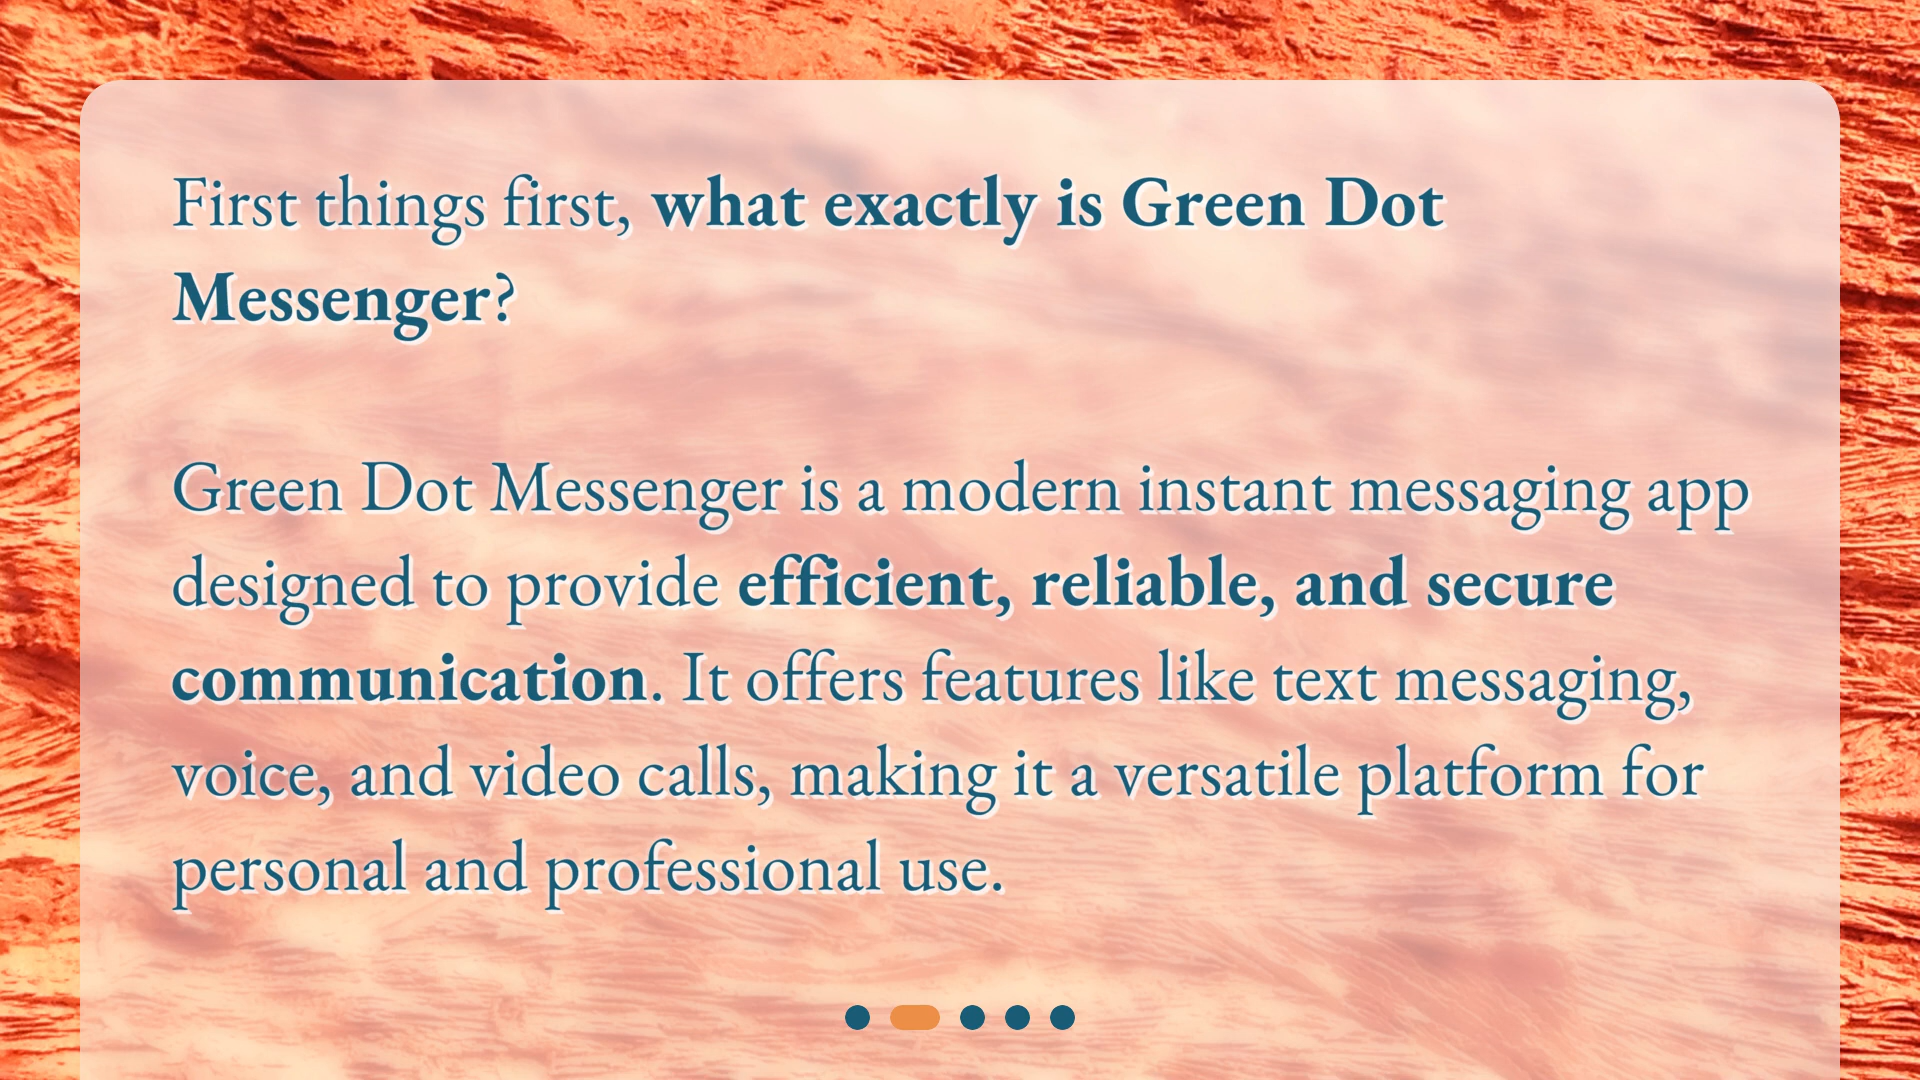 First things first, what exactly is Green Dot
Messenger?
Green Dot Messenger is a modern instant messaging app
designed to provide efficient, reliable, and secure
communication. It offers features like text messaging,
voice, and video calls, making it a versatile platform for
personal and professional use.